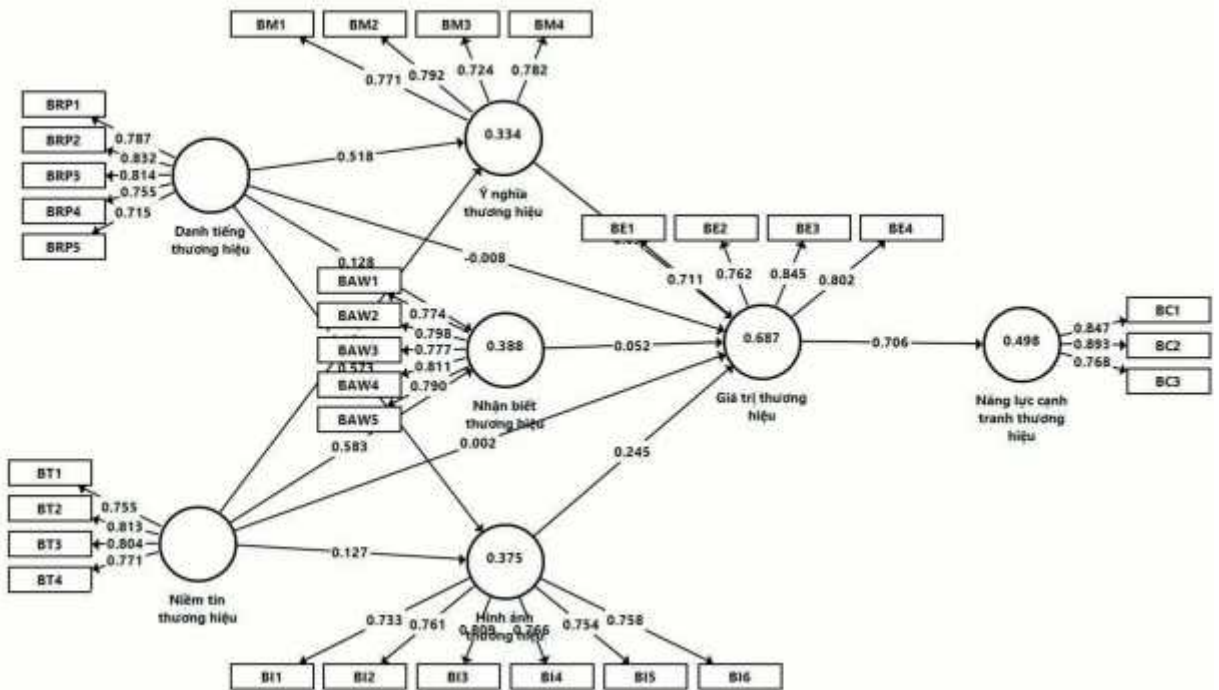 BM1
BM2
BM3
BM4
0.771
0.792
0.724
0.782
BRP1
BRP2
BRP3
BRP4
BRP5
0.787
0.832
0.814
0.755
0.715
Danh tiếng
thương hiệu
0.518
0.334
Ý nghĩa
thương hiệu
BE1
BE2
BE3
BE4
0.711
0.762
0.845
0.802
0.128
-0.008
BAW1
BAW2
BAW3
BAW4
BAW5
0.774
0.798
0.777
0.811
0.790
0.573
0.388
Nhận biết
thương hiệu
0.052
0.687
Giá trị thương
hiệu
0.706
0.498
Năng lực cạnh
tranh thương
hiệu
BC1
BC2
BC3
0.847
0.893
0.768
0.583
0.002
0.245
BT1
BT2
BT3
BT4
0.755
0.813
0.804
0.771
Niềm tin
thương hiệu
0.127
0.375
Hình ảnh
thương hiệu
0.733
0.761
0.809
0.766
0.754
0.758
BI1
BI2
BI3
BI4
BI5
BI6